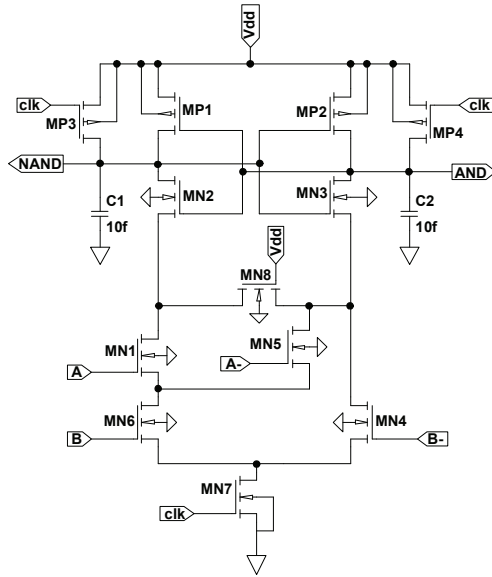 Vdd
clk
MP3
MP1
MP2
MP4
clk
NAND
AND
C1
10f
MN2
MN3
C2
10f
Vdd
MN8
MN1
MN5
A
A-
MN6
MN4
B
B-
MN7
clk